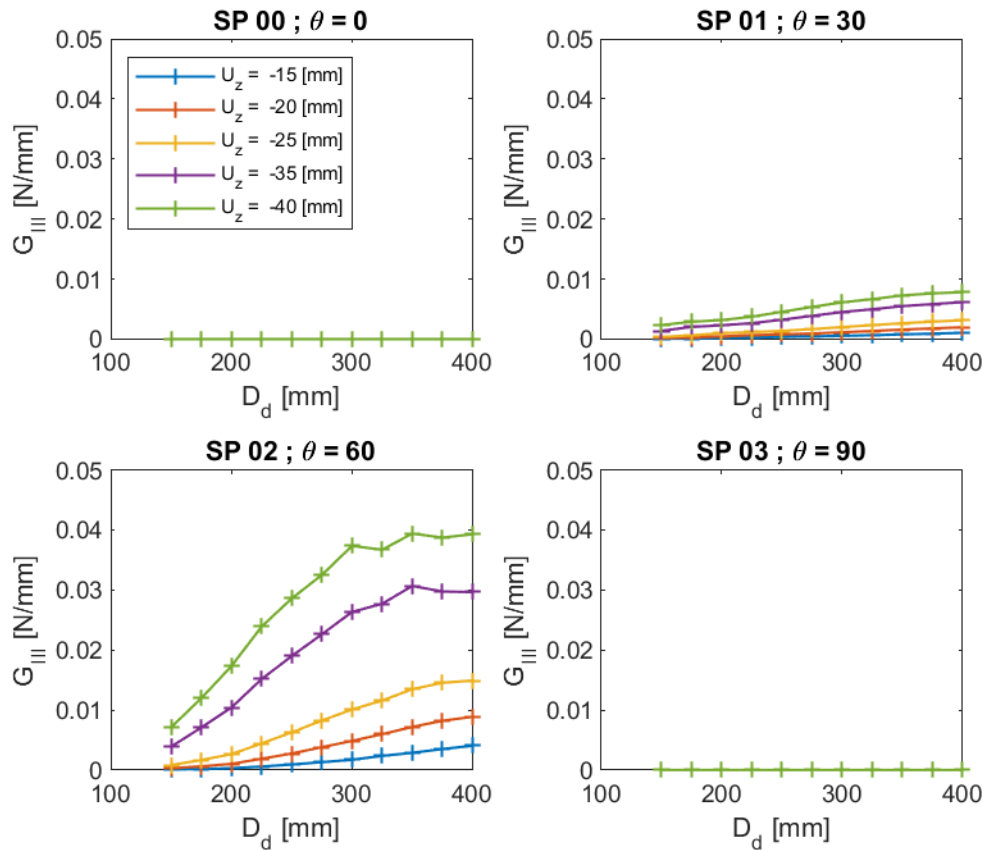 SP 00 ; θ = 0
0.05
0.04
0.03
0.02
0.01
0
G_III [N/mm]
U_z = -15 [mm]
U_z = -20 [mm]
U_z = -25 [mm]
U_z = -35 [mm]
U_z = -40 [mm]
100 200 300 400
D_d [mm]
SP 01 ; θ = 30
0.05
0.04
0.03
0.02
0.01
0
G_III [N/mm]
100 200 300 400
D_d [mm]
SP 02 ; θ = 60
0.05
0.04
0.03
0.02
0.01
0
G_III [N/mm]
100 200 300 400
D_d [mm]
SP 03 ; θ = 90
0.05
0.04
0.03
0.02
0.01
0
G_III [N/mm]
100 200 300 400
D_d [mm]